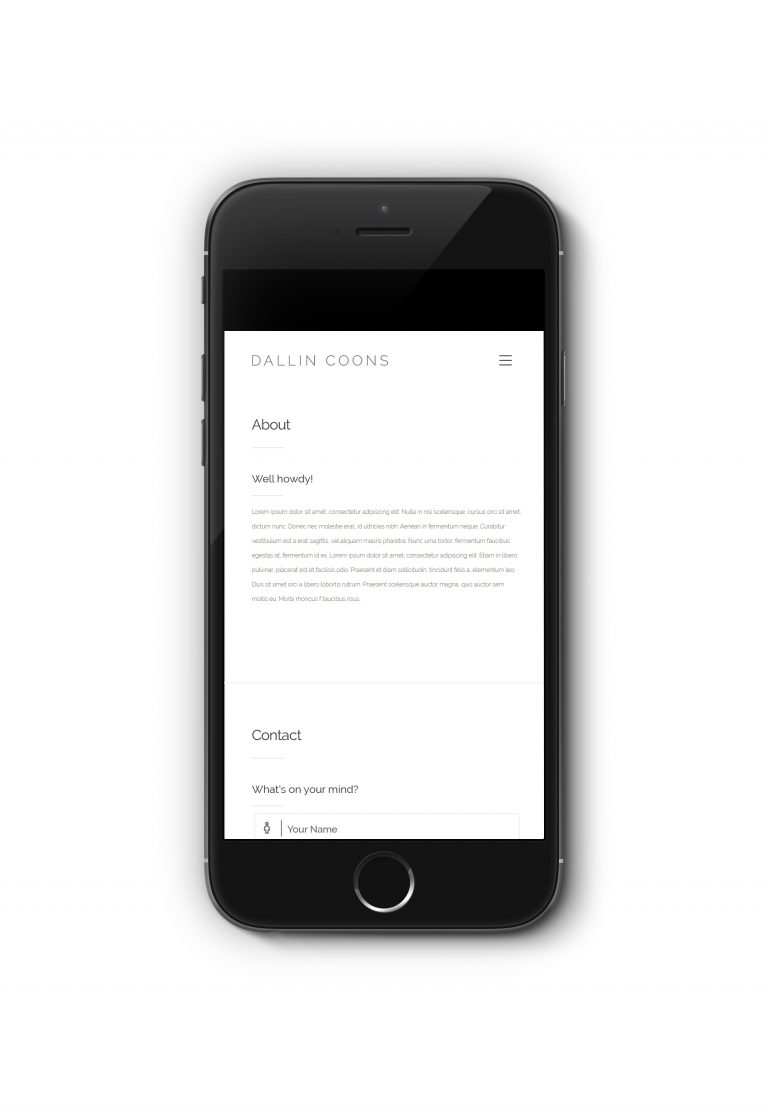 DALLIN COONS
About
Well howdy!
Lorem ipsum dolor sit amet, consectetur adipiscing elit. Nulla in nisi scelerisque, cursus orci sit amet,
dictum nunc. Donec nec molestie erat, id ultricies nibh. Aenean in fermentum neque. Curabitur
vestibulum est a erat sagittis, vel aliquam mauris pharetra. Nunc urna tortor, fermentum faucibus
egestas at, fermentum id ex. Lorem ipsum dolor sit amet, consectetur adipiscing elit. Etiam in libero
pulvinar, placerat est et, facilisis odio. Praesent et diam sollicitudin, tincidunt felis a, elementum leo.
Duis sit amet orci a libero lobortis rutrum. Praesent scelerisque auctor magna, quis auctor sem
mollis eu. Morbi rhoncus f faucibus risus.
Contact
What's on your mind?
Your Name